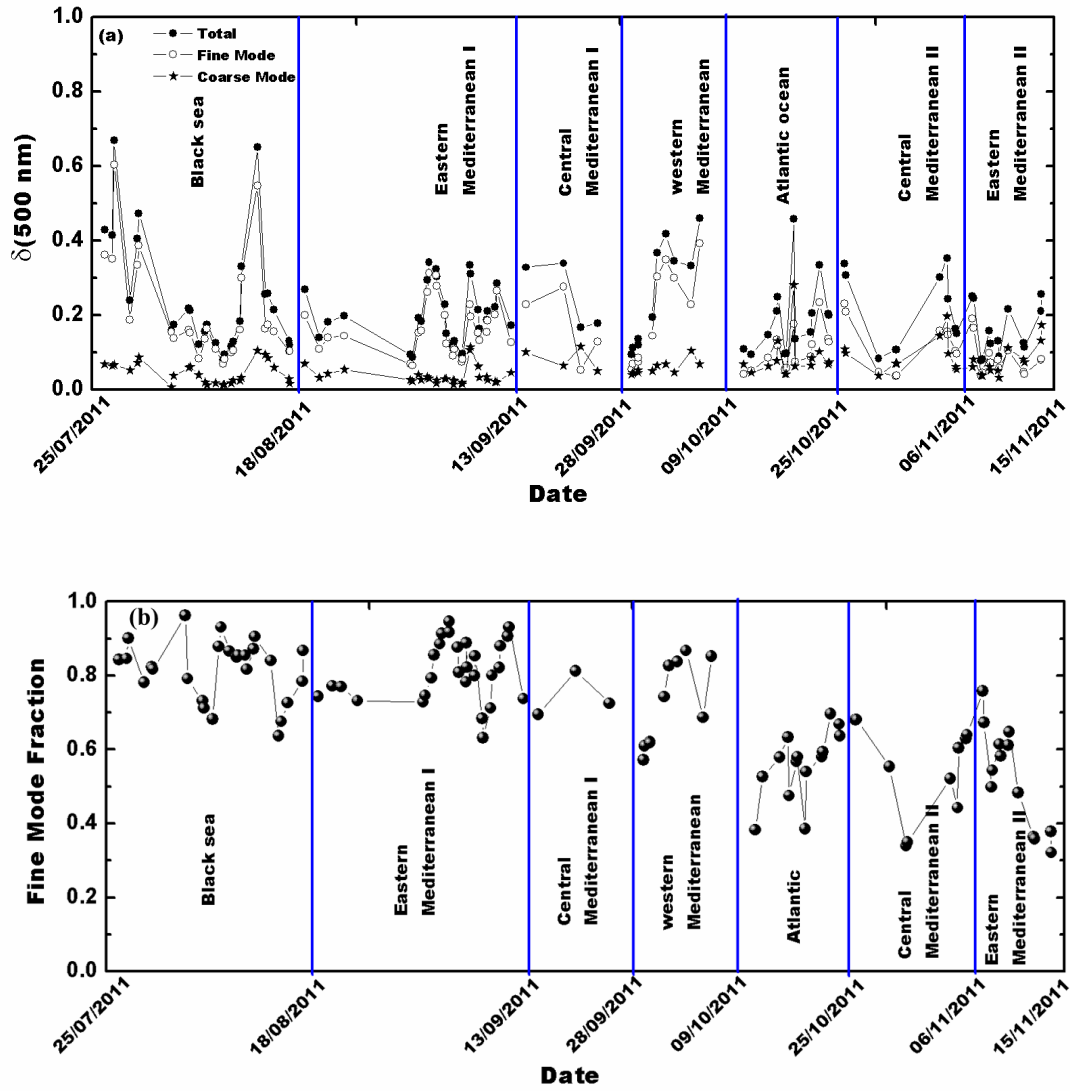 1.0
0.8
0.6
0.4
0.2
0.0
δ(500 nm)
(a)
Total
Fine Mode
Coarse Mode
Black sea
Eastern
Mediterranean I
Central
Mediterranean I
western
Mediterranean
Atlantic ocean
Central
Mediterranean II
Eastern
Mediterranean II
25/07/2011
18/08/2011
13/09/2011
28/09/2011
09/10/2011
25/10/2011
06/11/2011
15/11/2011
Date
1.0
0.8
0.6
0.4
0.2
0.0
Fine Mode Fraction
(b)
Black sea
Eastern
Mediterranean I
Central
Mediterranean I
western
Mediterranean
Atlantic
Central
Mediterranean II
Eastern
Mediterranean II
25/07/2011
18/08/2011
13/09/2011
28/09/2011
09/10/2011
25/10/2011
06/11/2011
15/11/2011
Date